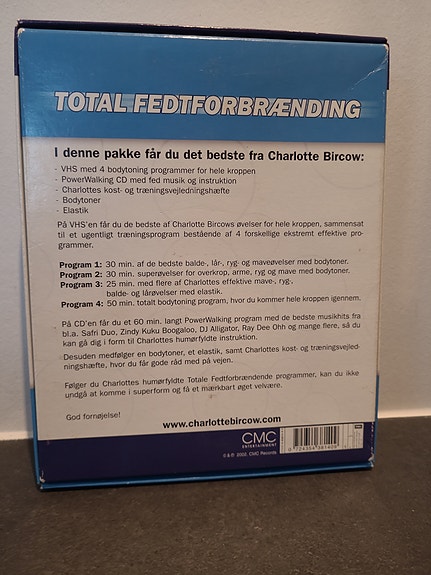 TOTAL FEDTFORBRÆNDING
I denne pakke får du det bedste fra Charlotte Bircow:
- VHS med 4 bodytoning programmer for hele kroppen
- PowerWalking CD med fed musik og instruktion
- Charlottes kost- og træningsvejledningshæfte
- Bodytoner
- Elastik
På VHS'en får du de bedste af Charlotte Bircows øvelser for hele kroppen, sammensat
til et ugentligt træningsprogram bestående af 4 forskellige ekstremt effektive pro-
grammer.
Program 1: 30 min. af de bedste balde-, lår-, ryg- og maveøvelser med bodytoner.
Program 2: 30 min. superøvelser for overkrop, arme, ryg og mave med bodytoner.
Program 3: 25 min. med flere af Charlottes effektive mave-, ryg-,
balde- og lårøvelser med elastik.
Program 4: 50 min. totalt bodytoning program, hvor du kommer hele kroppen igennem.
På CD'en får du et 60 min. langt PowerWalking program med de bedste musikhits fra
bl.a. Safri Duo, Zindy Kuku Boogaloo, DJ Alligator, Ray Dee Ohh og mange flere, så du
kan gå dig i form til Charlottes humørfyldte instruktion.
Desuden medfølger en bodytoner, et elastik, samt Charlottes kost- og træningsvejled-
ningshæfte, hvor du får gode råd med på vejen.
Følger du Charlottes humørfyldte Totale Fedtforbrændende programmer, kan du ikke
undgå at komme i superform og få et mærkbart øget velvære.
God fornøjelse!
www.charlottebircow.com
CMC
ENTERTAINMENT
© & ℗ 2002, CMC Records